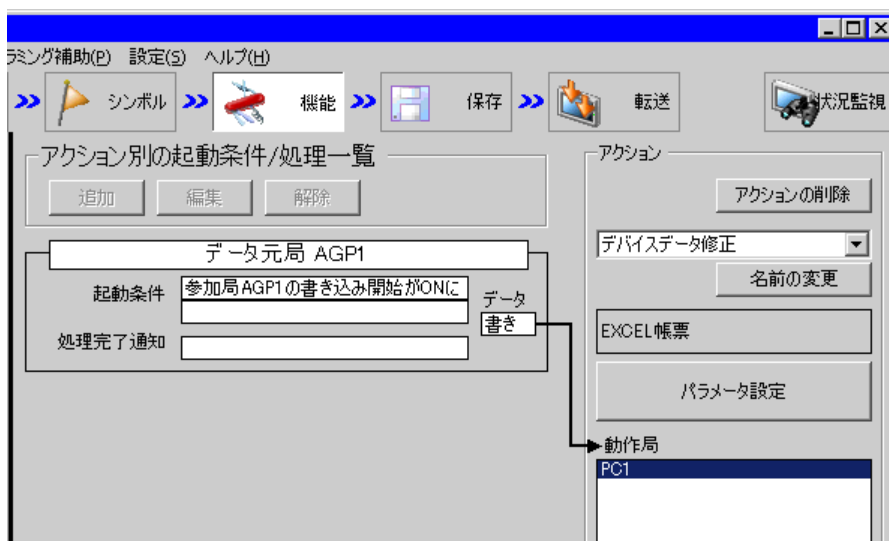 ラミング補助(P) 設定(S) ヘルプ(H)
シンボル 機能 保存 転送 状況監視
アクション別の起動条件/処理一覧
追加 編集 解除
データ元局 AGP1
起動条件
参加局AGP1の書き込み開始がONに
データ
書き
処理完了通知
アクション
アクションの削除
デバイスデータ修正
名前の変更
EXCEL帳票
パラメータ設定
動作局
PC1